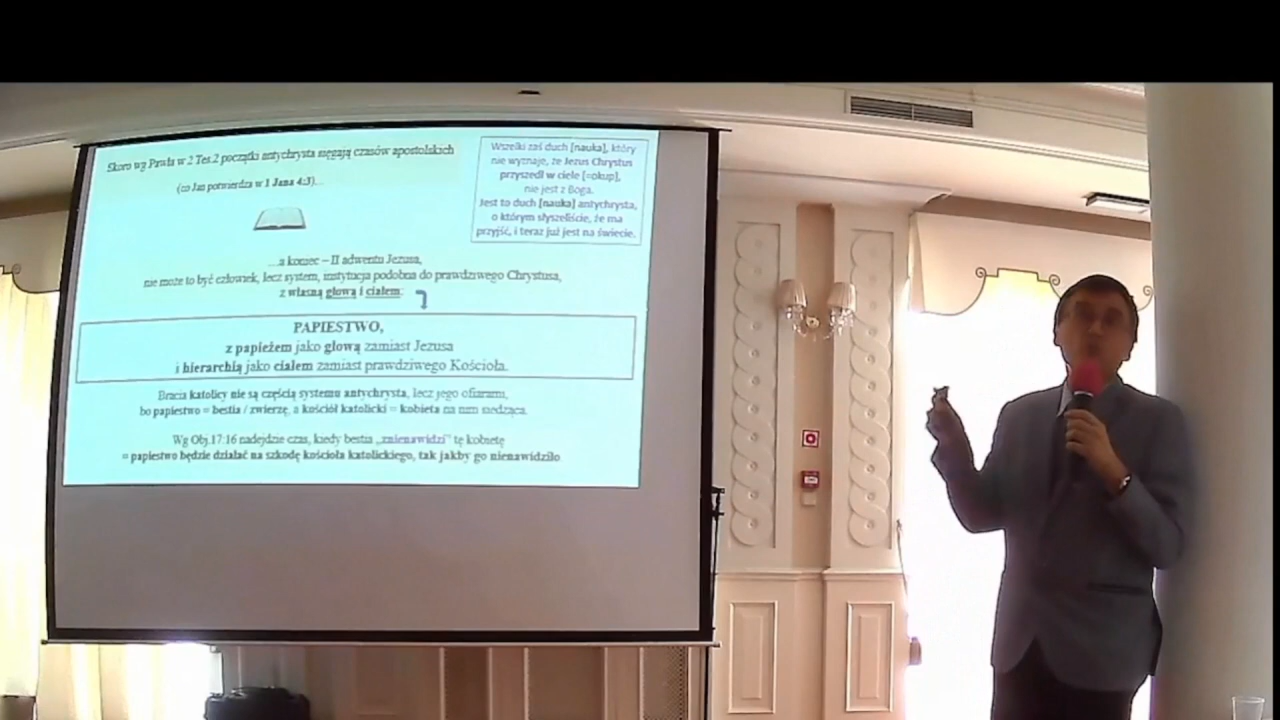 Skoro wg Pawła w 2 Tes.2 początki antychrysta sięgają czasów apostolskich
(co Jan potwierdza w 1 Jana 4:3)...
Wszelki zaś duch [nauka], który
nie wyznaje, że Jezus Chrystus
przyszedł w ciele [=okup],
nie jest z Boga.
Jest to duch [nauka] antychrysta,
o którym słyszeliście, że ma
przyjść, i teraz już jest na świecie.
...a koniec – II adwentu Jezusa,
nie może to być człowiek, lecz system, instytucja podobna do prawdziwego Chrystusa,
z własną głową i ciałem:
PAPIESTWO,
z papieżem jako głową zamiast Jezusa
i hierarchią jako ciałem zamiast prawdziwego Kościoła.
Bracia katolicy nie są częścią systemu antychrysta, lecz jego ofiarami,
bo papiestwo = bestia / zwierzę, a kościół katolicki = kobieta na nim siedząca.
Wg Obj.17:16 nadejdzie czas, kiedy bestia „znienawidzi" tę kobietę
= papiestwo będzie działać na szkodę kościoła katolickiego, tak jakby go nienawidziło.